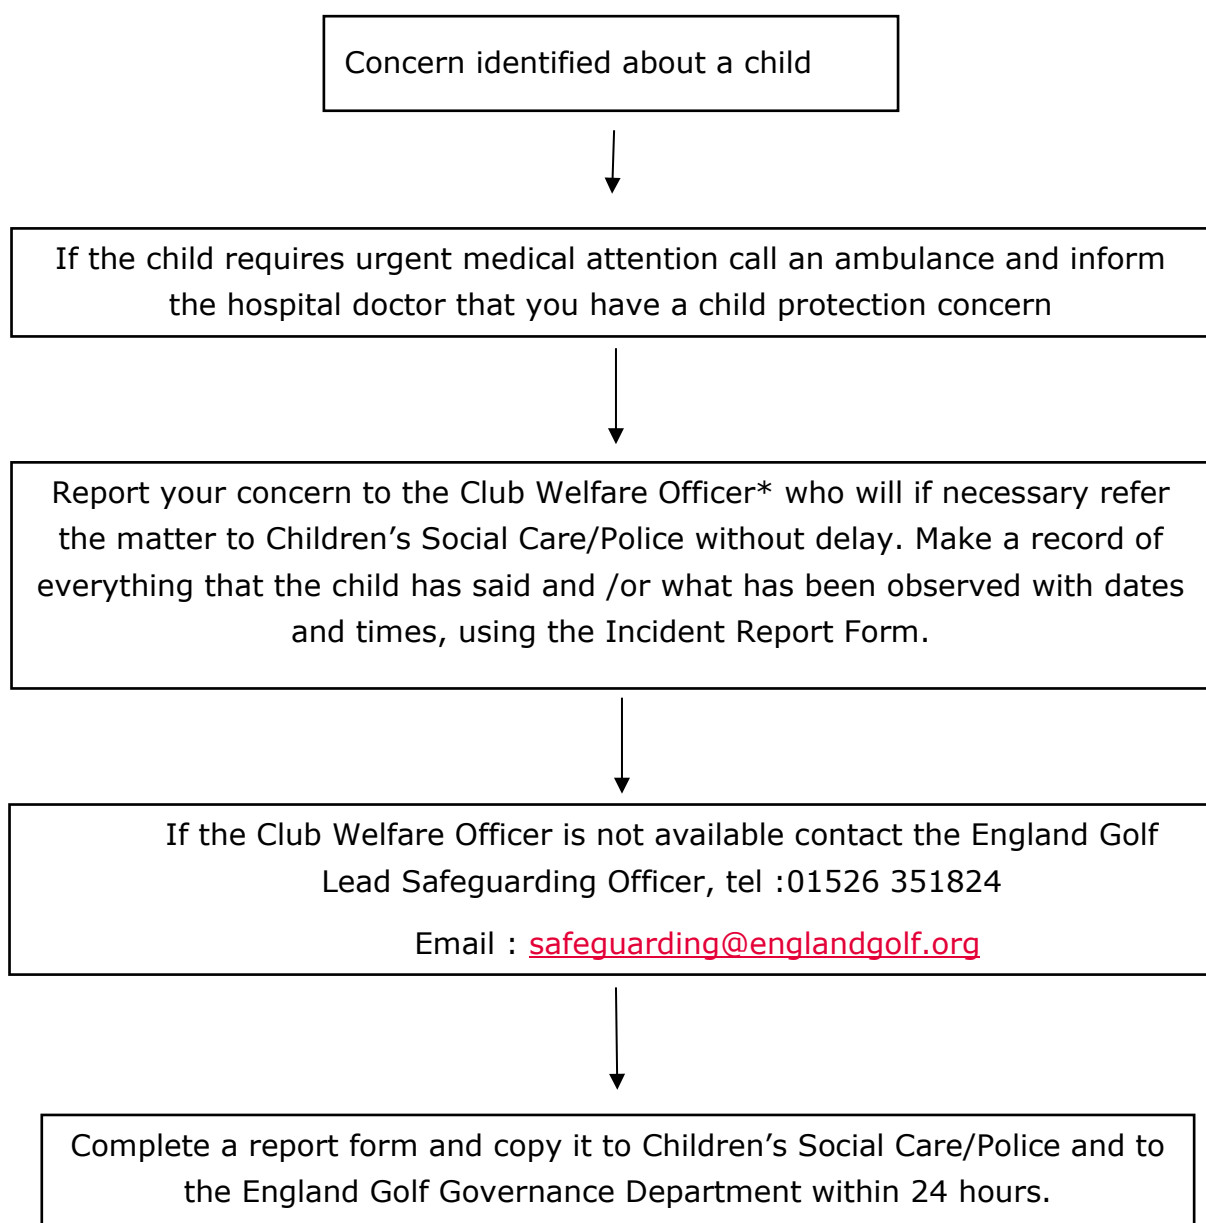 Concern identified about a child
If the child requires urgent medical attention call an ambulance and inform
the hospital doctor that you have a child protection concern
Report your concern to the Club Welfare Officer* who will if necessary refer
the matter to Children’s Social Care/Police without delay. Make a record of
everything that the child has said and /or what has been observed with dates
and times, using the Incident Report Form.
If the Club Welfare Officer is not available contact the England Golf
Lead Safeguarding Officer, tel :01526 351824
Email : safeguarding@englandgolf.org
Complete a report form and copy it to Children’s Social Care/Police and to
the England Golf Governance Department within 24 hours.